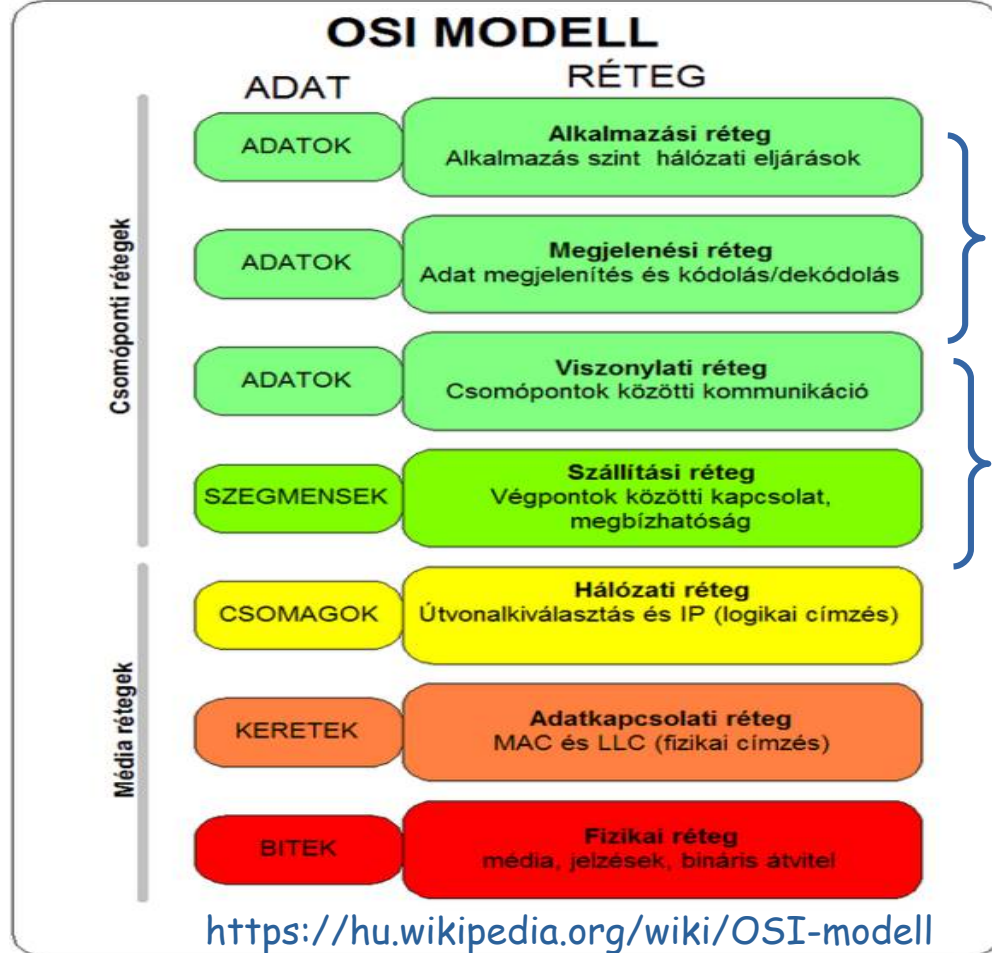 OSI MODELL
ADAT
RÉTEG
Csomóponti rétegek
ADATOK
Alkalmazási réteg
Alkalmazás szint hálózati eljárások
ADATOK
Megjelenési réteg
Adat megjelenítés és kódolás/dekódolás
ADATOK
Viszonylati réteg
Csomópontok közötti kommunikáció
SZEGMENSEK
Szállítási réteg
Végpontok közötti kapcsolat,
megbízhatóság
Média rétegek
CSOMAGOK
Hálózati réteg
Útvonalkiválasztás és IP (logikai címzés)
KERETEK
Adatkapcsolati réteg
MAC és LLC (fizikai címzés)
BITEK
Fizikai réteg
média, jelzések, bináris átvitel
https://hu.wikipedia.org/wiki/OSI-modell